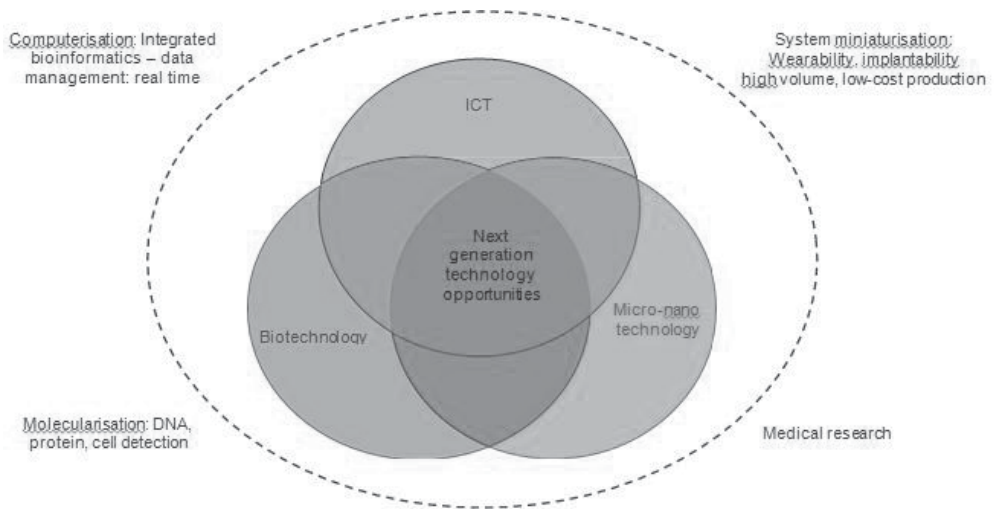 Computerisation: Integrated
bioinformatics – data
management: real time
System miniaturisation:
Wearability, implantability
high volume, low-cost production
ICT
Next
generation
technology
opportunities
Biotechnology
Micro-nano
technology
Molecularisation: DNA,
protein, cell detection
Medical research